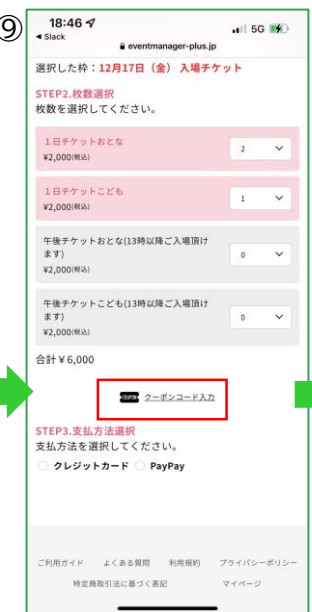 ⑨
18:46
5G
◀ Slack
eventmanager-plus.jp
選択した枠：12月17日（金） 入場チケット
STEP2.枚数選択
枚数を選択してください。
１日チケットおとな
¥2,000(税込)
2
１日チケットこども
¥2,000(税込)
1
午後チケットおとな(13時以降ご入場頂け
ます)
¥2,000(税込)
0
午後チケットこども(13時以降ご入場頂け
ます)
¥2,000(税込)
0
合計￥6,000
COUPON クーポンコード入力
STEP3.支払方法選択
支払方法を選択してください。
クレジットカード PayPay
ご利用ガイド よくある質問 利用規約 プライバシーポリシー
特定商取引法に基づく表記 マイページ